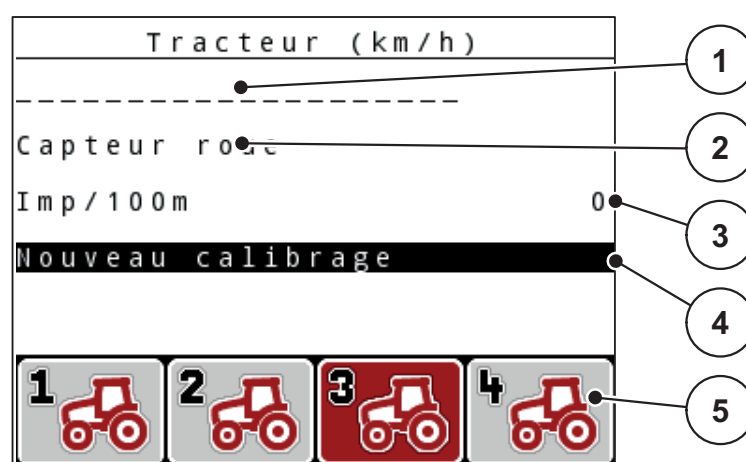 Tracteur (km/h)
1
--------------------
Capteur roue
2
Imp/100m 0
3
Nouveau calibrage
4
1 2 3 4
5